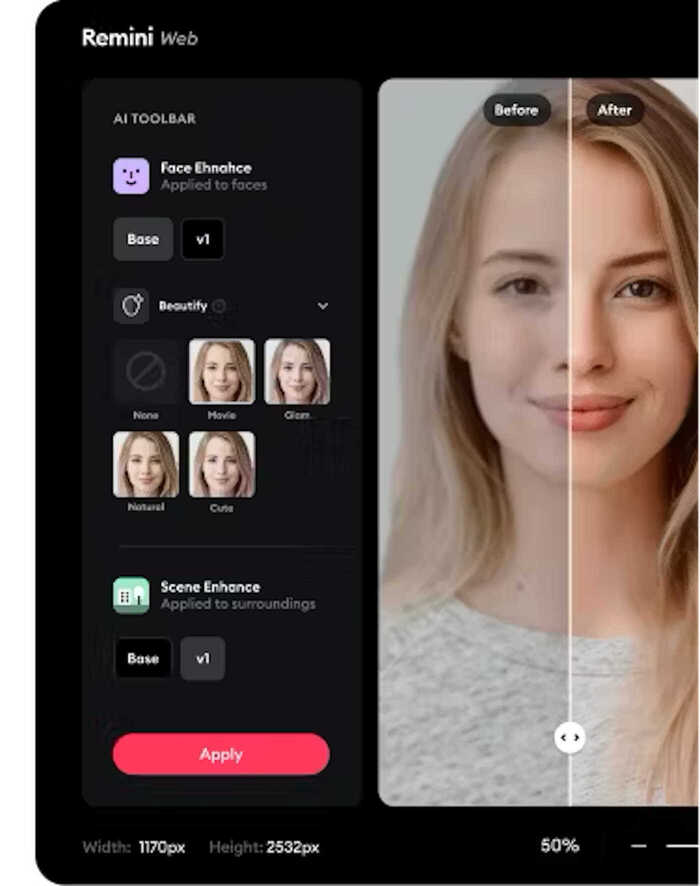 Remini Web
AI TOOLBAR
Face Ehnahce
Applied to faces
Base v1
Beautify
None Movie Glam
Natural Cute
Scene Enhance
Applied to surroundings
Base v1
Apply
Before After
Width: 1170px Height: 2532px
50%